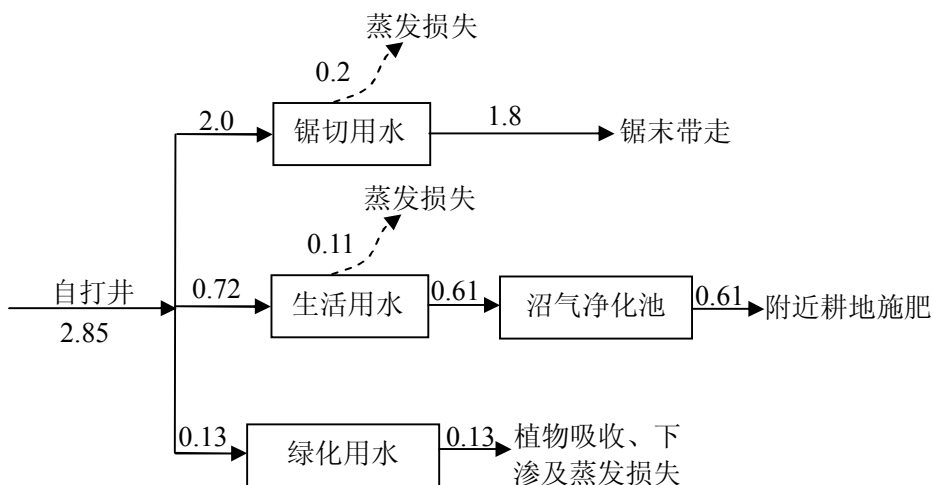 蒸发损失
0.2
2.0
锯切用水
1.8
锯末带走
蒸发损失
0.11
自打井
2.85
0.72
生活用水
0.61
沼气净化池
0.61
附近耕地施肥
0.13
绿化用水
0.13
植物吸收、下
渗及蒸发损失